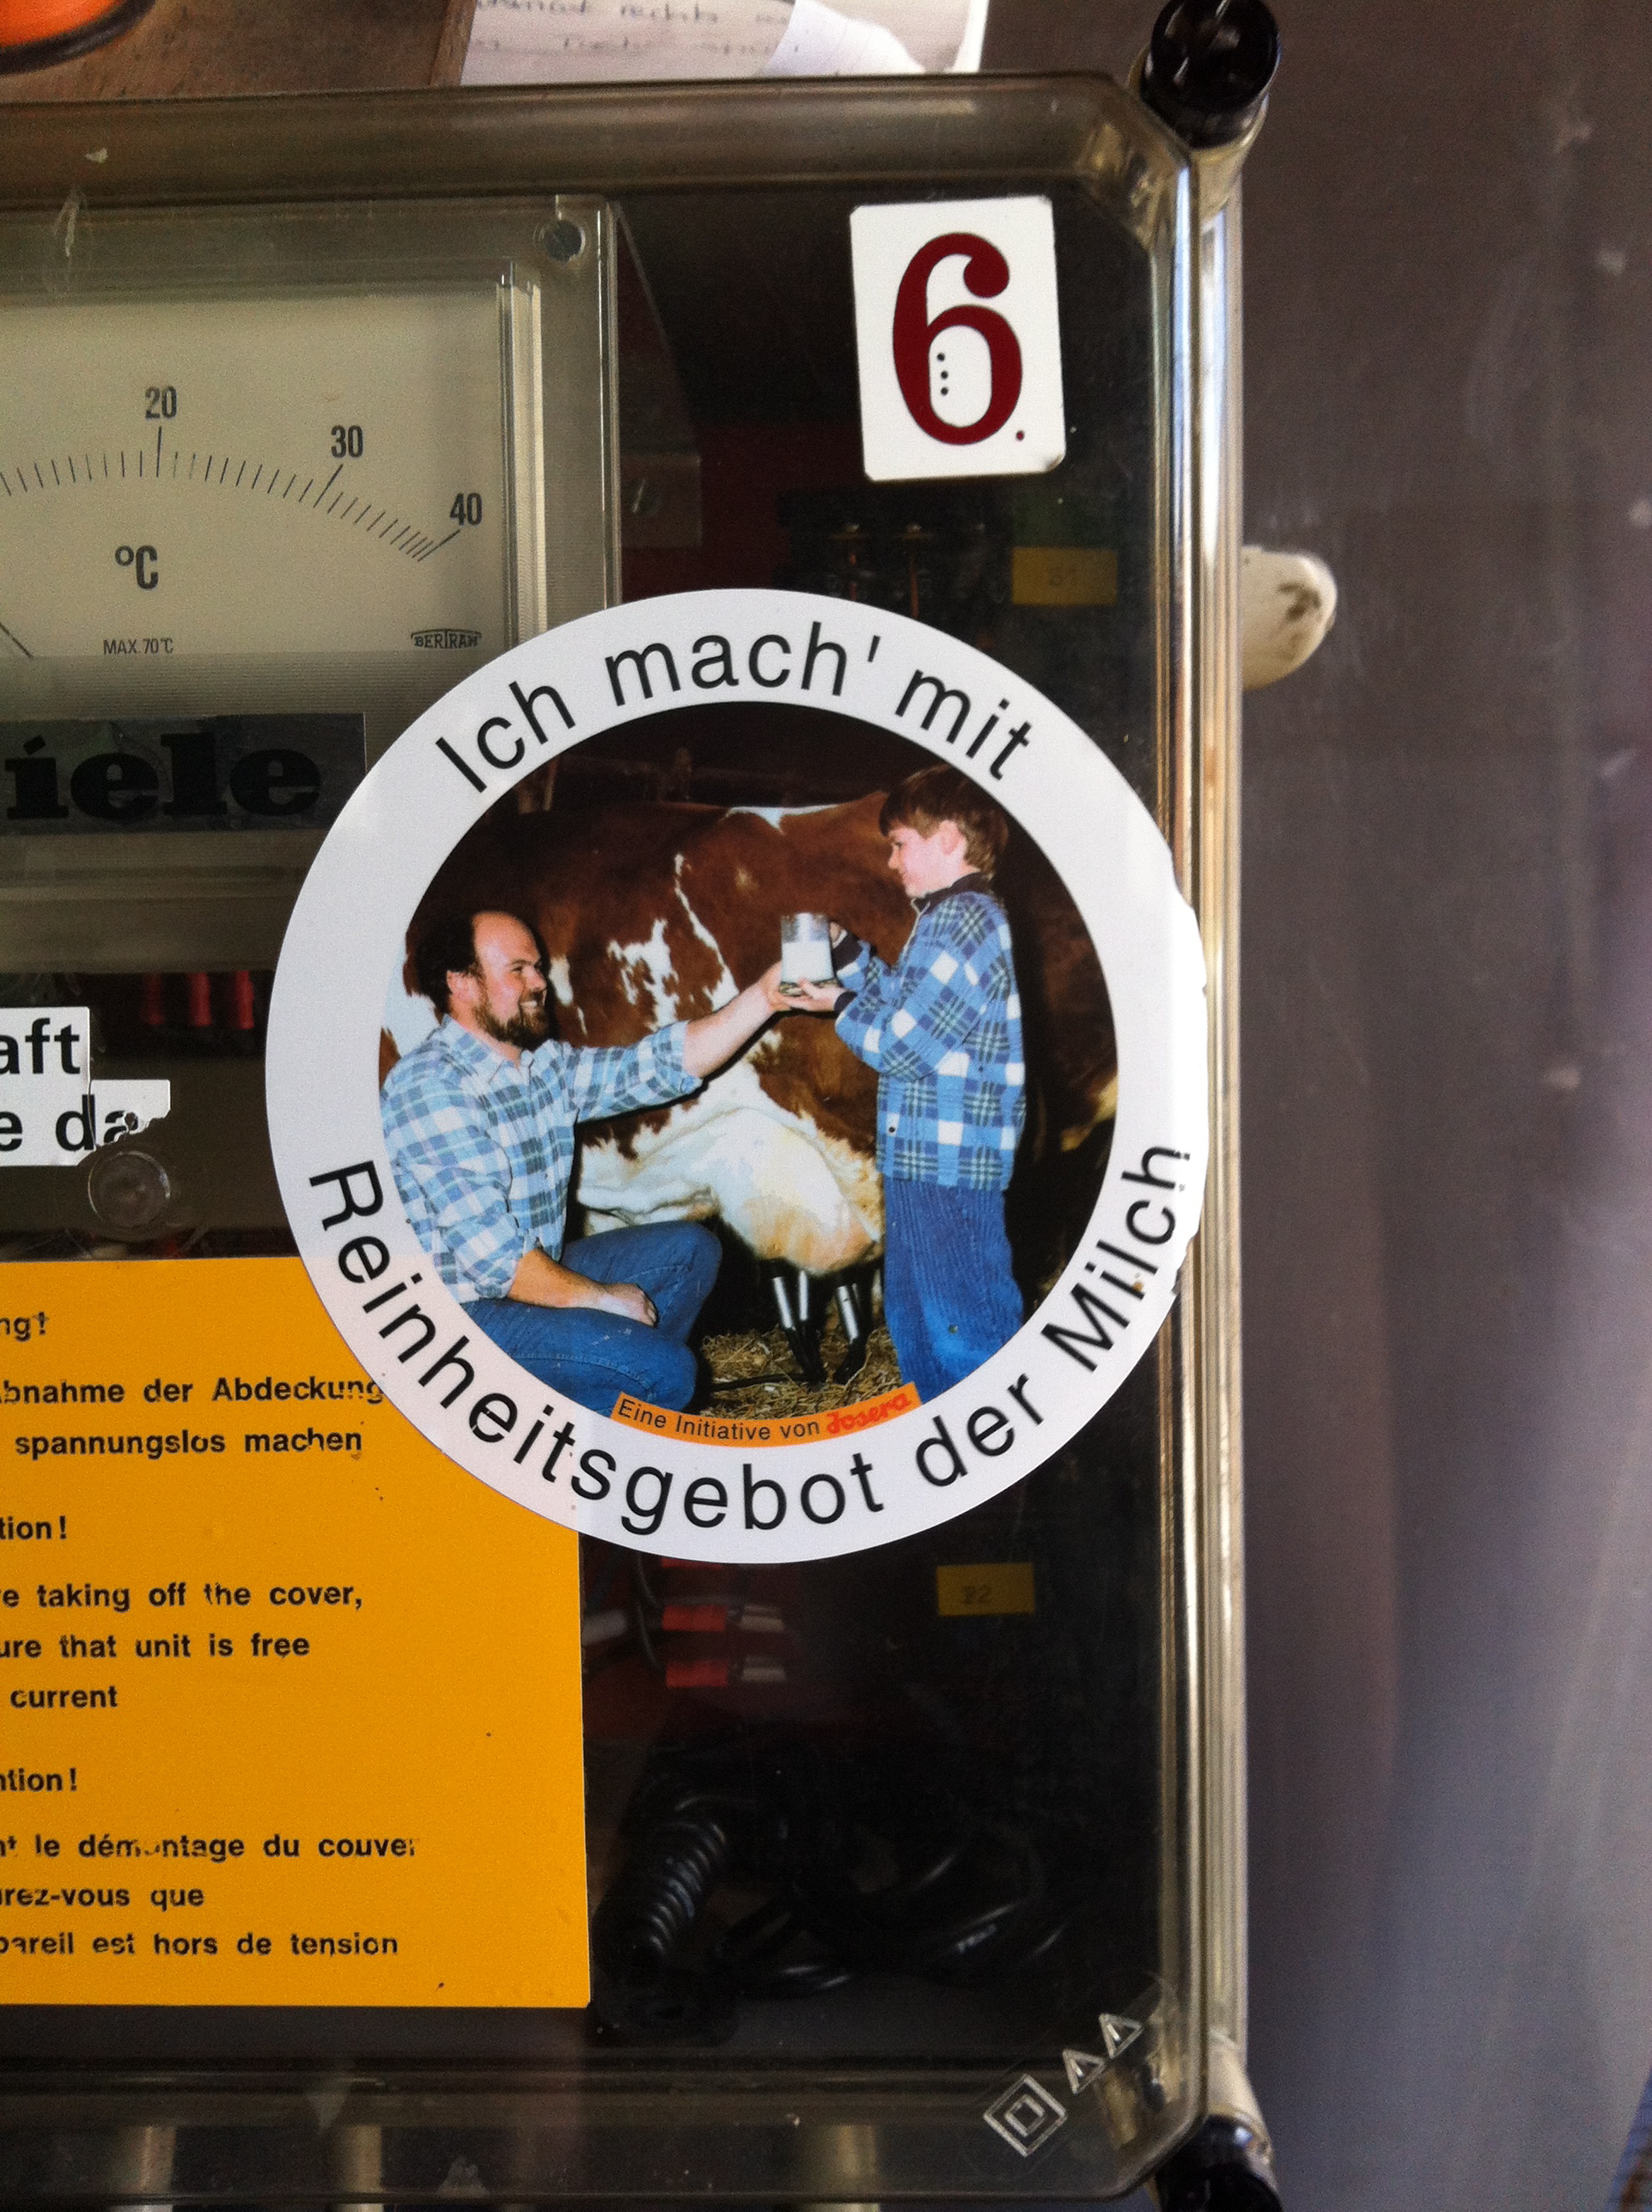 6
20
30
40
°C
MAX.70°C
BERTRAM
iele
Ich mach' mit
Reinheitsgebot der Milch
Eine Initiative von Josera
aft
e da
ng!
bnahme der Abdeckung
spannungslos machen
tion!
e taking off the cover,
ure that unit is free
current
ntion!
t le démontage du couver
urez-vous que
pareil est hors de tension